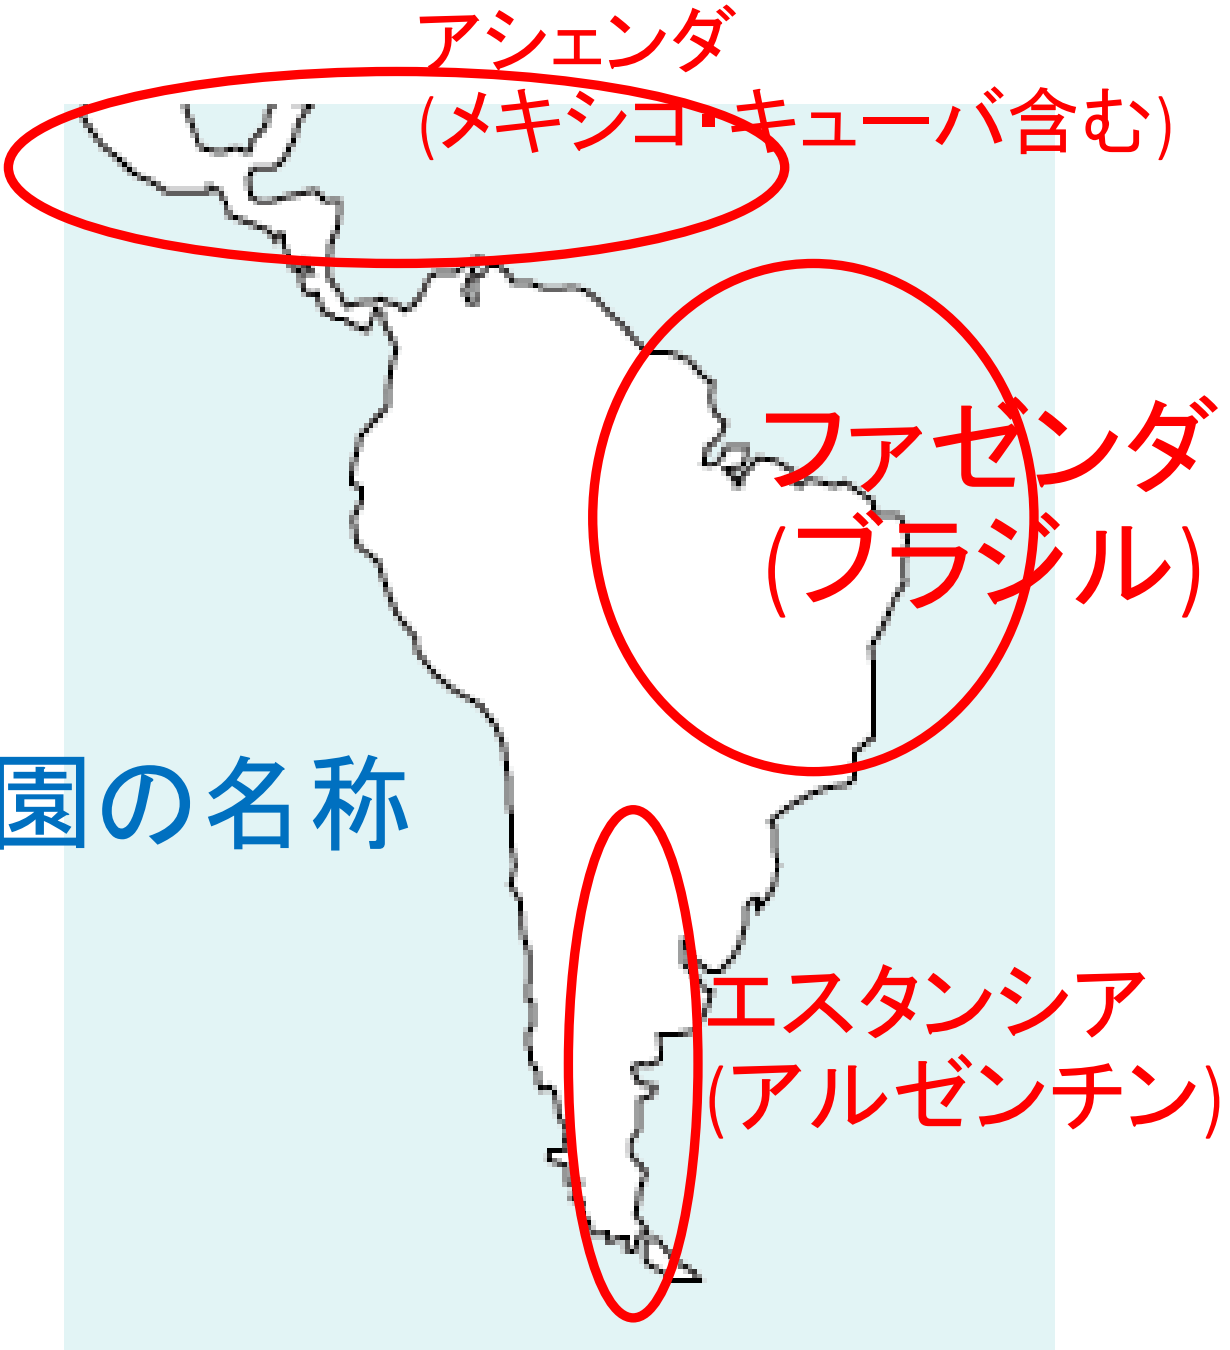 アシェンダ
(メキシコ・キューバ含む)
ファゼンダ
(ブラジル)
園の名称
エスタンシア
(アルゼンチン)